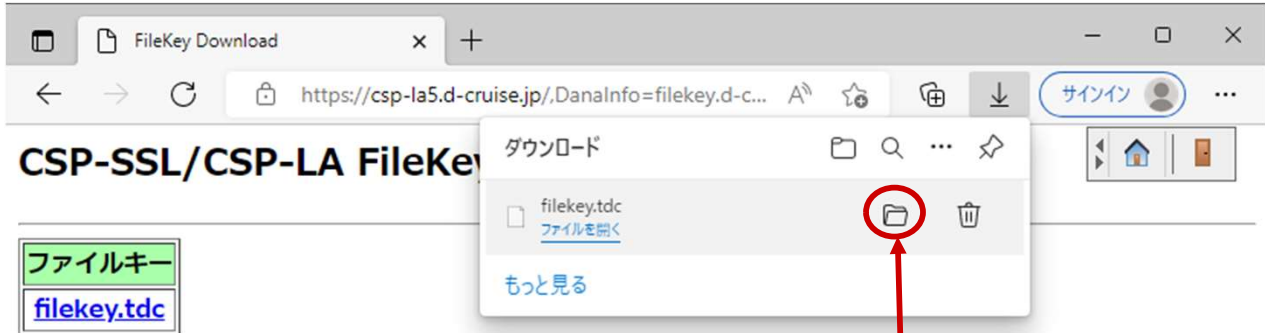 FileKey Download
https://csp-la5.d-cruise.jp/,DanaInfo=filekey.d-c...
サインイン
CSP-SSL/CSP-LA FileKey
ダウンロード
filekey.tdc
ファイルを開く
もっと見る
ファイルキー
filekey.tdc